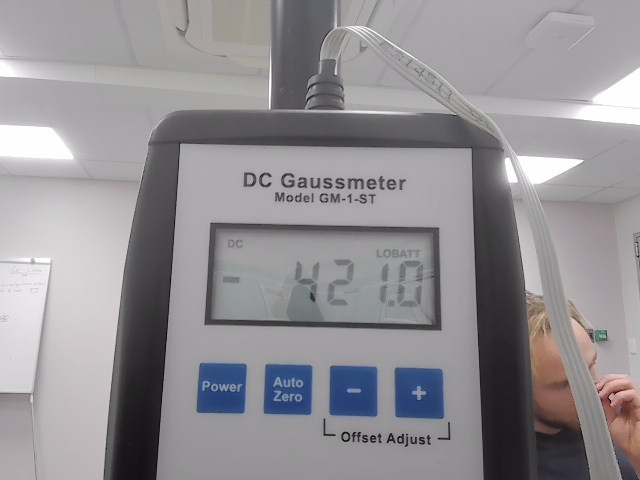 DC Gaussmeter
Model GM-1-ST
DC
LOBATT
- 421.0
Power
Auto
Zero
-
+
Offset Adjust